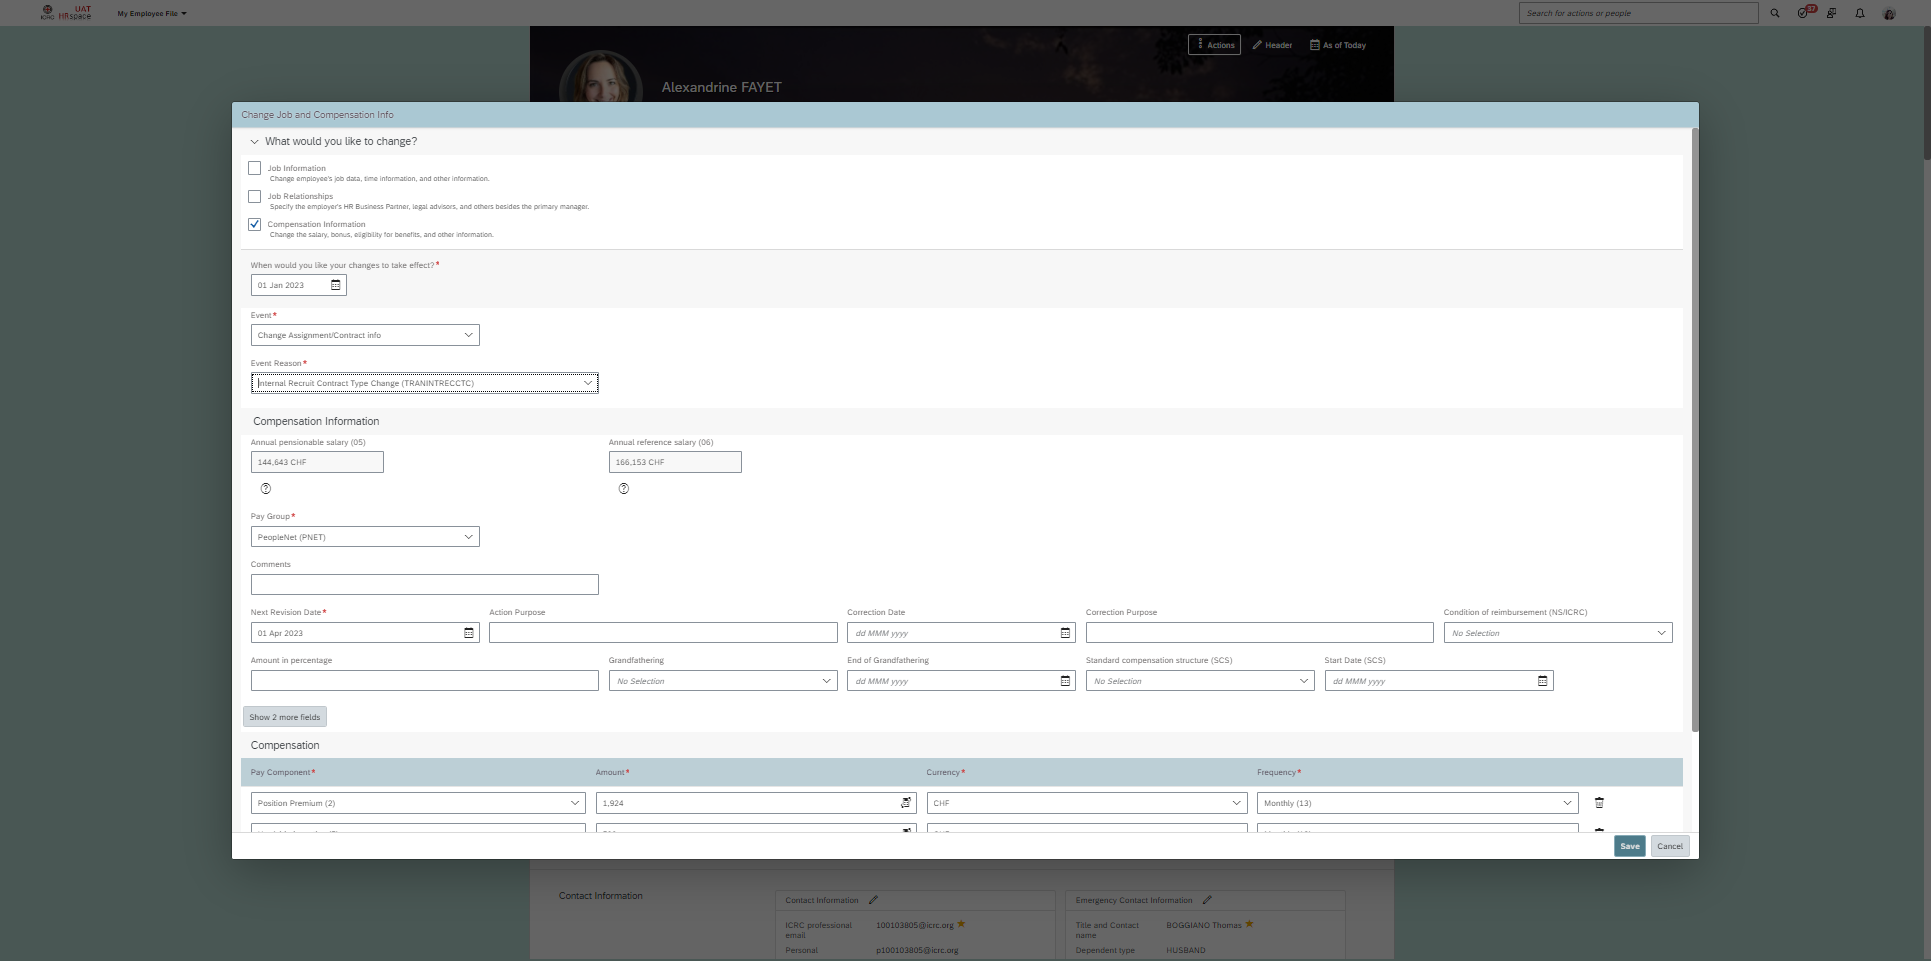 UAT
ICRC HRspace
My Employee File
Search for actions or people
37
Actions
Header
As of Today
Alexandrine FAYET
Change Job and Compensation Info
What would you like to change?
Job Information
Change employee's job data, time information, and other information.
Job Relationships
Specify the employer's HR Business Partner, legal advisors, and others besides the primary manager.
Compensation Information
Change the salary, bonus, eligibility for benefits, and other information.
When would you like your changes to take effect?*
01 Jan 2023
Event*
Change Assignment/Contract info
Event Reason*
Internal Recruit Contract Type Change (TRANINTRECCTC)
Compensation Information
Annual pensionable salary (05) Annual reference salary (06)
144,643 CHF 166,153 CHF
Pay Group*
PeopleNet (PNET)
Comments
Next Revision Date* Action Purpose Correction Date Correction Purpose Condition of reimbursement (NS/ICRC)
01 Apr 2023 dd MMM yyyy No Selection
Amount in percentage Grandfathering End of Grandfathering Standard compensation structure (SCS) Start Date (SCS)
No Selection dd MMM yyyy No Selection dd MMM yyyy
Show 2 more fields
Compensation
Pay Component* Amount* Currency* Frequency*
Position Premium (2) 1,924 CHF Monthly (13)
Save Cancel
Contact Information
Contact Information
ICRC professional email 100103805@icrc.org
Personal p100103805@icrc.org
Emergency Contact Information
Title and Contact name BOGGIANO Thomas
Dependent type HUSBAND